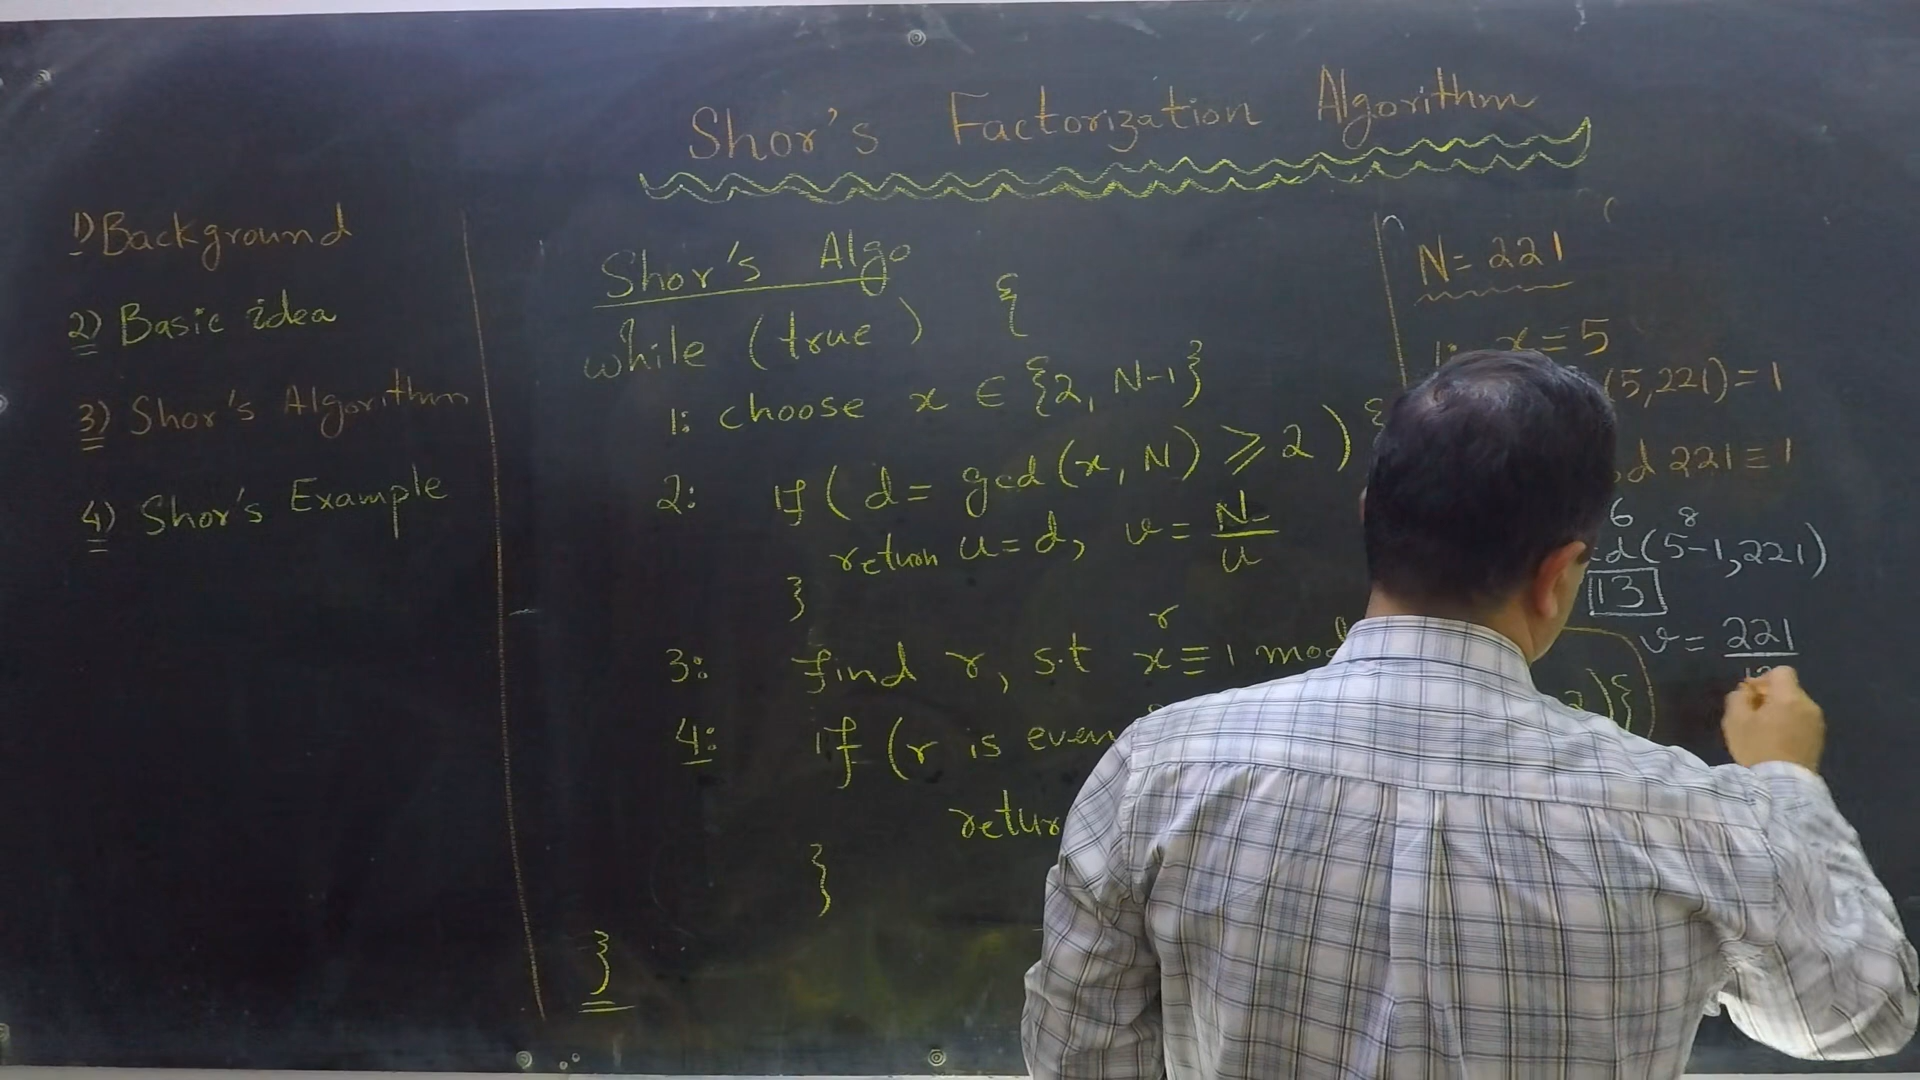 Shor's Factorization Algorithm
1) Background
2) Basic idea
3) Shor's Algorithm
4) Shor's Example
Shor's Algo
while (true) {
1: choose x ∈ {2, N-1}
2: if ( d = gcd(x, N) ⩾ 2 ) {
return u = d, v = N/u
}
3: find r, s.t x^r ≡ 1 mod
4: if (r is even
2){
}
}
N = 221
1: x = 5
(5,221) = 1
d 221 ≡ 1
6
d(5^8-1,221)
13
v = 221